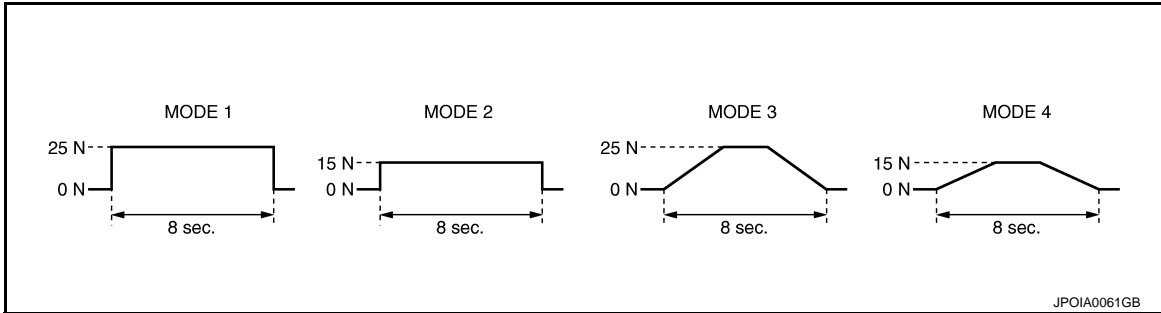 MODE 1
MODE 2
MODE 3
MODE 4
25 N
0 N
8 sec.
15 N
0 N
8 sec.
25 N
0 N
8 sec.
15 N
0 N
8 sec.
JPOIA0061GB